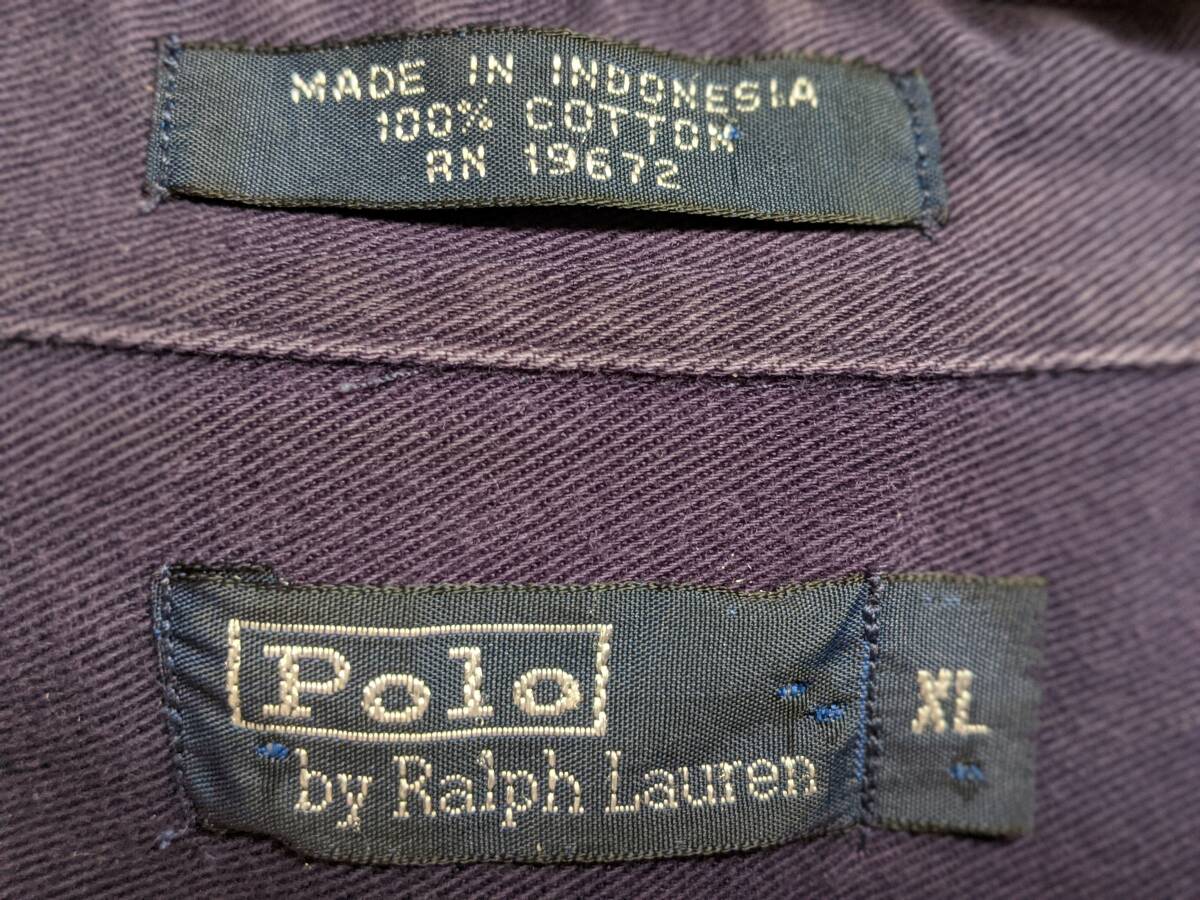 MADE IN INDONESIA
100% COTTON
RN 19672
Polo
by Ralph Lauren
XL